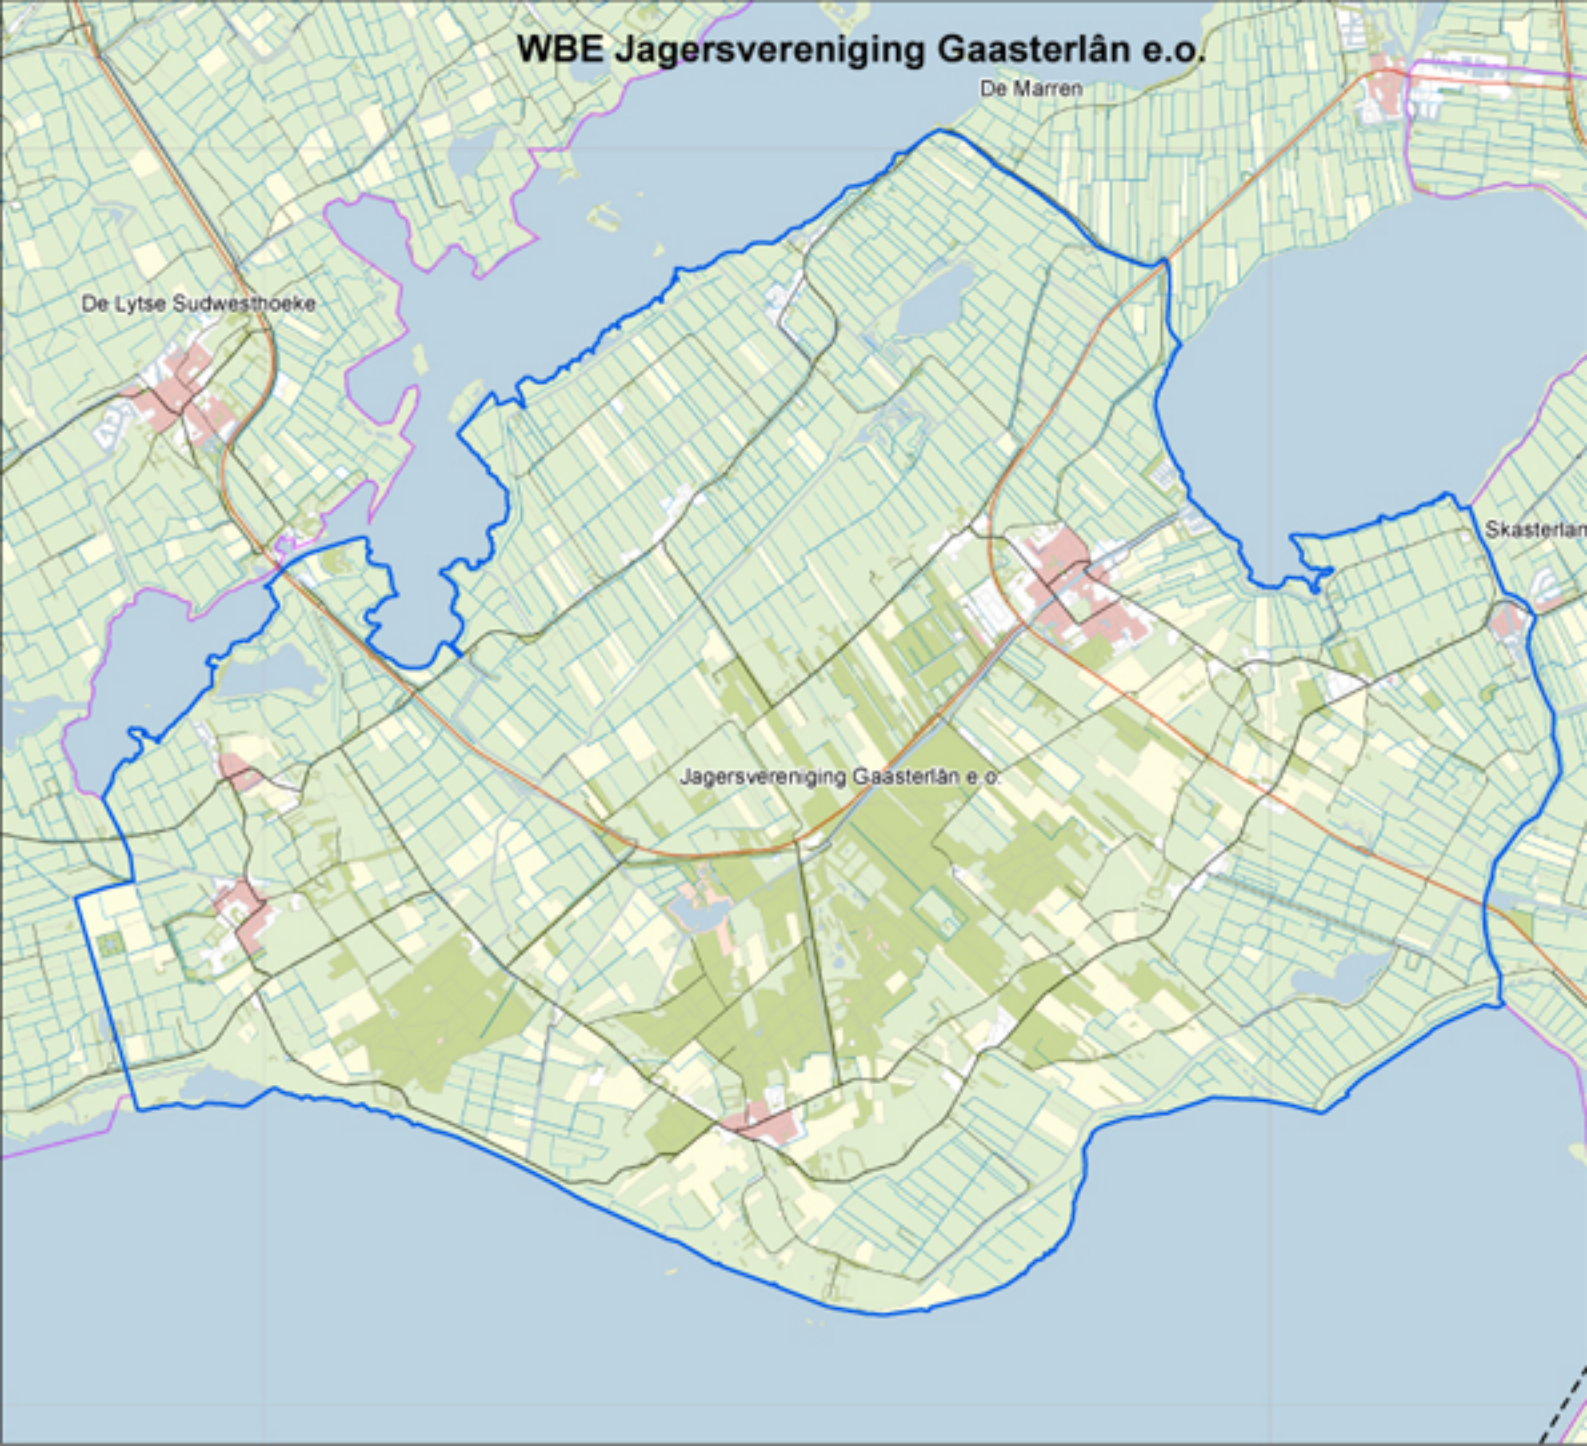 WBE Jagersvereniging Gaasterlân e.o.
De Marren
De Lytse Sudwesthoeke
Skasterlan
Jagersvereniging Gaasterlân e.o.